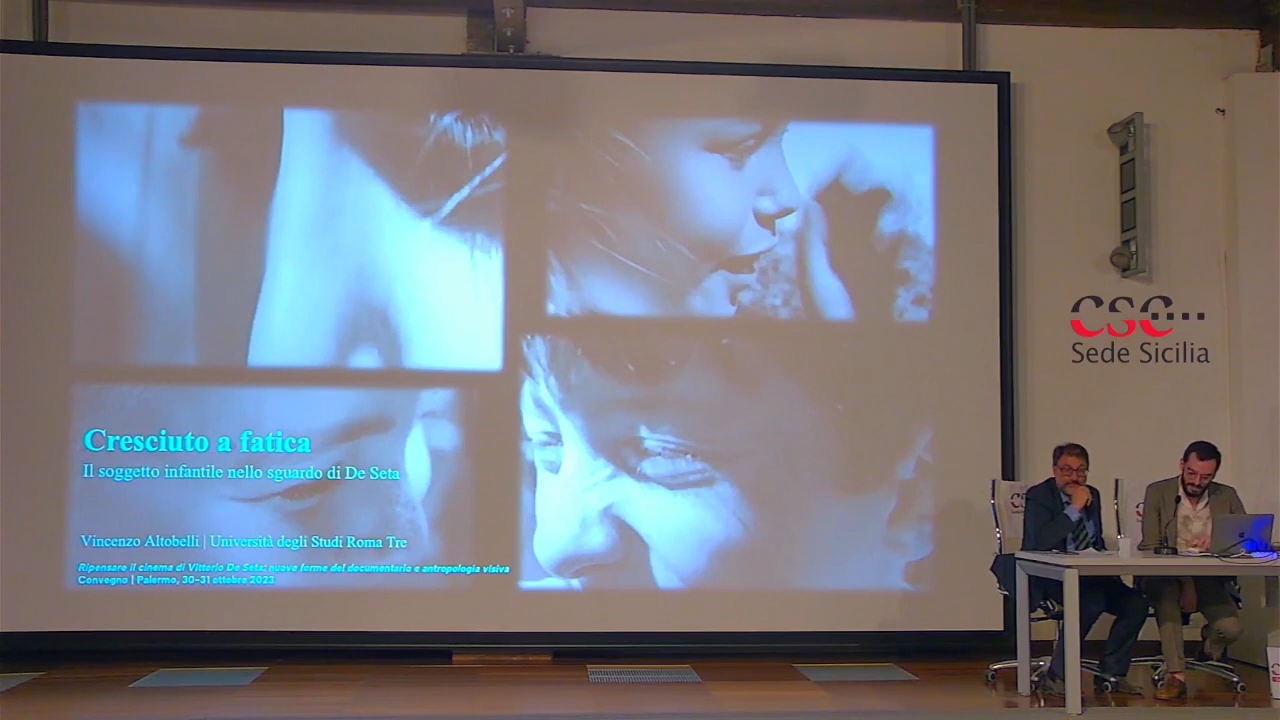 Cresciuto a fatica
Il soggetto infantile nello sguardo di De Seta
Vincenzo Altobelli | Università degli Studi Roma Tre
Ripensare il cinema di Vittorio De Seta: nuove forme del documentario e antropologia visiva
Convegno | Palermo, 30-31 ottobre 2023
CSC...
Sede Sicilia